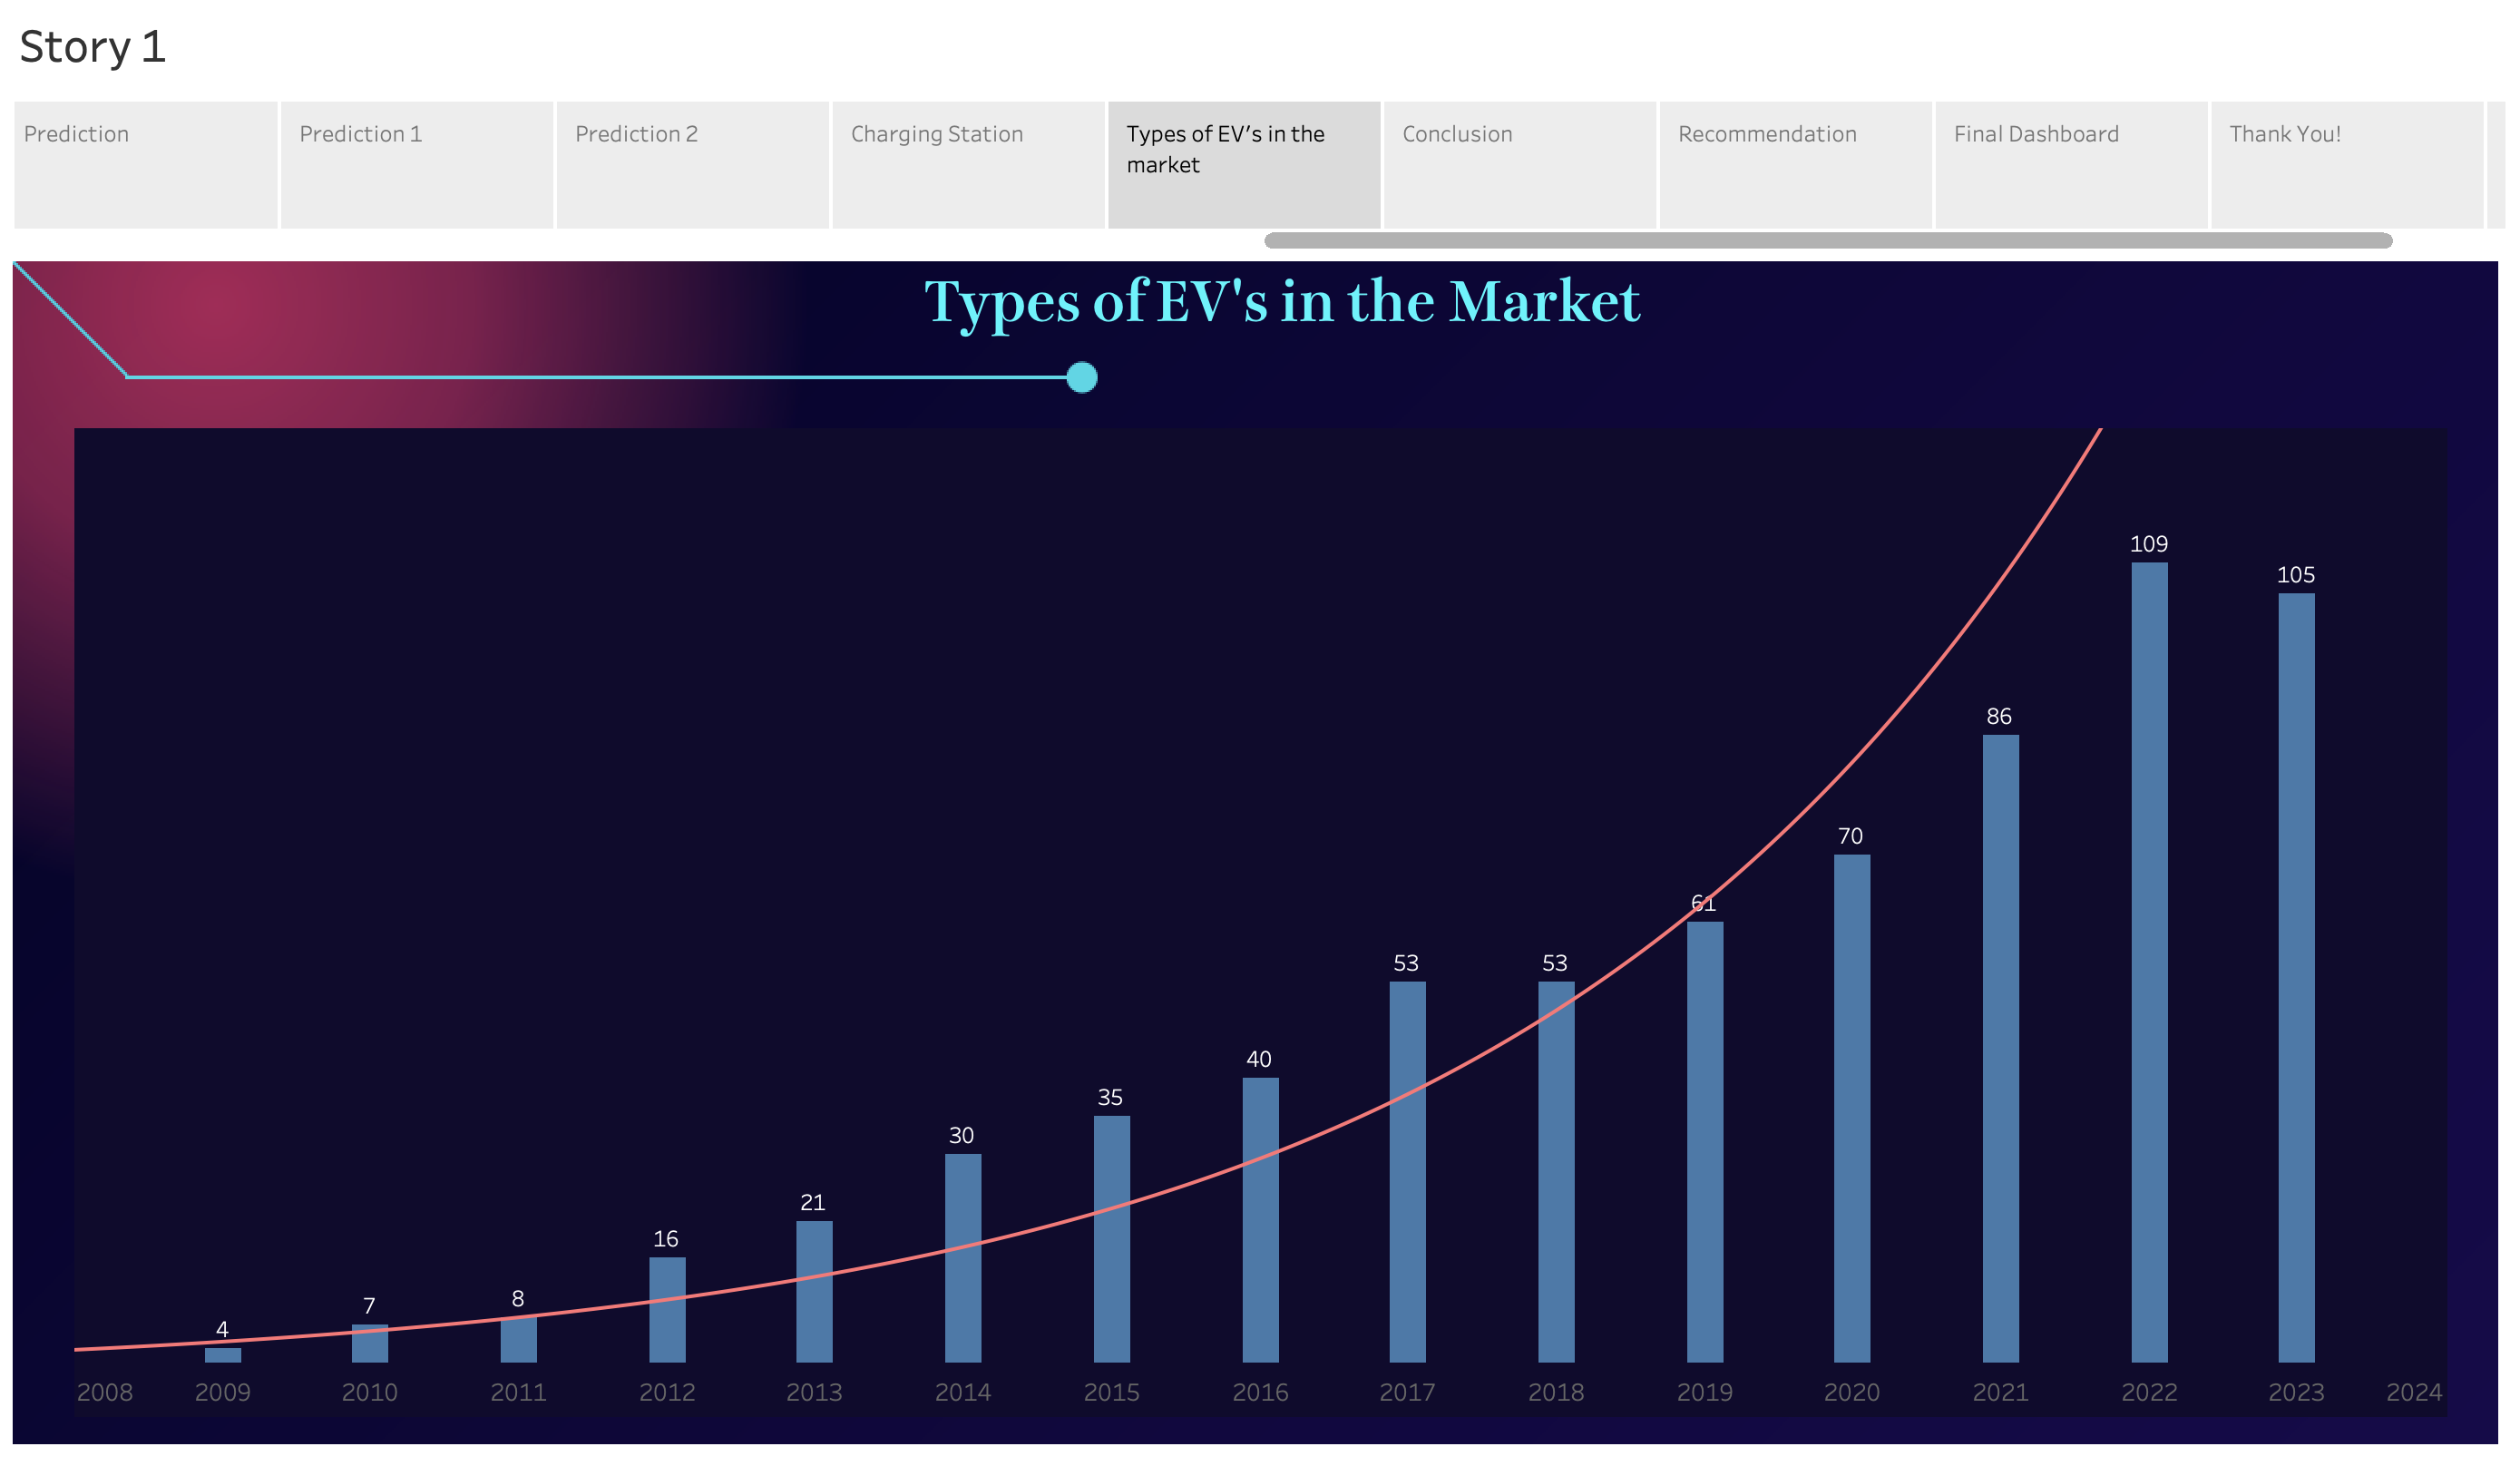 Story 1
Prediction
Prediction 1
Prediction 2
Charging Station
Types of EV's in the
market
Conclusion
Recommendation
Final Dashboard
Thank You!
Types of EV's in the Market
109
105
86
70
61
53
53
40
35
30
21
16
8
7
4
2008 2009 2010 2011 2012 2013 2014 2015 2016 2017 2018 2019 2020 2021 2022 2023 2024